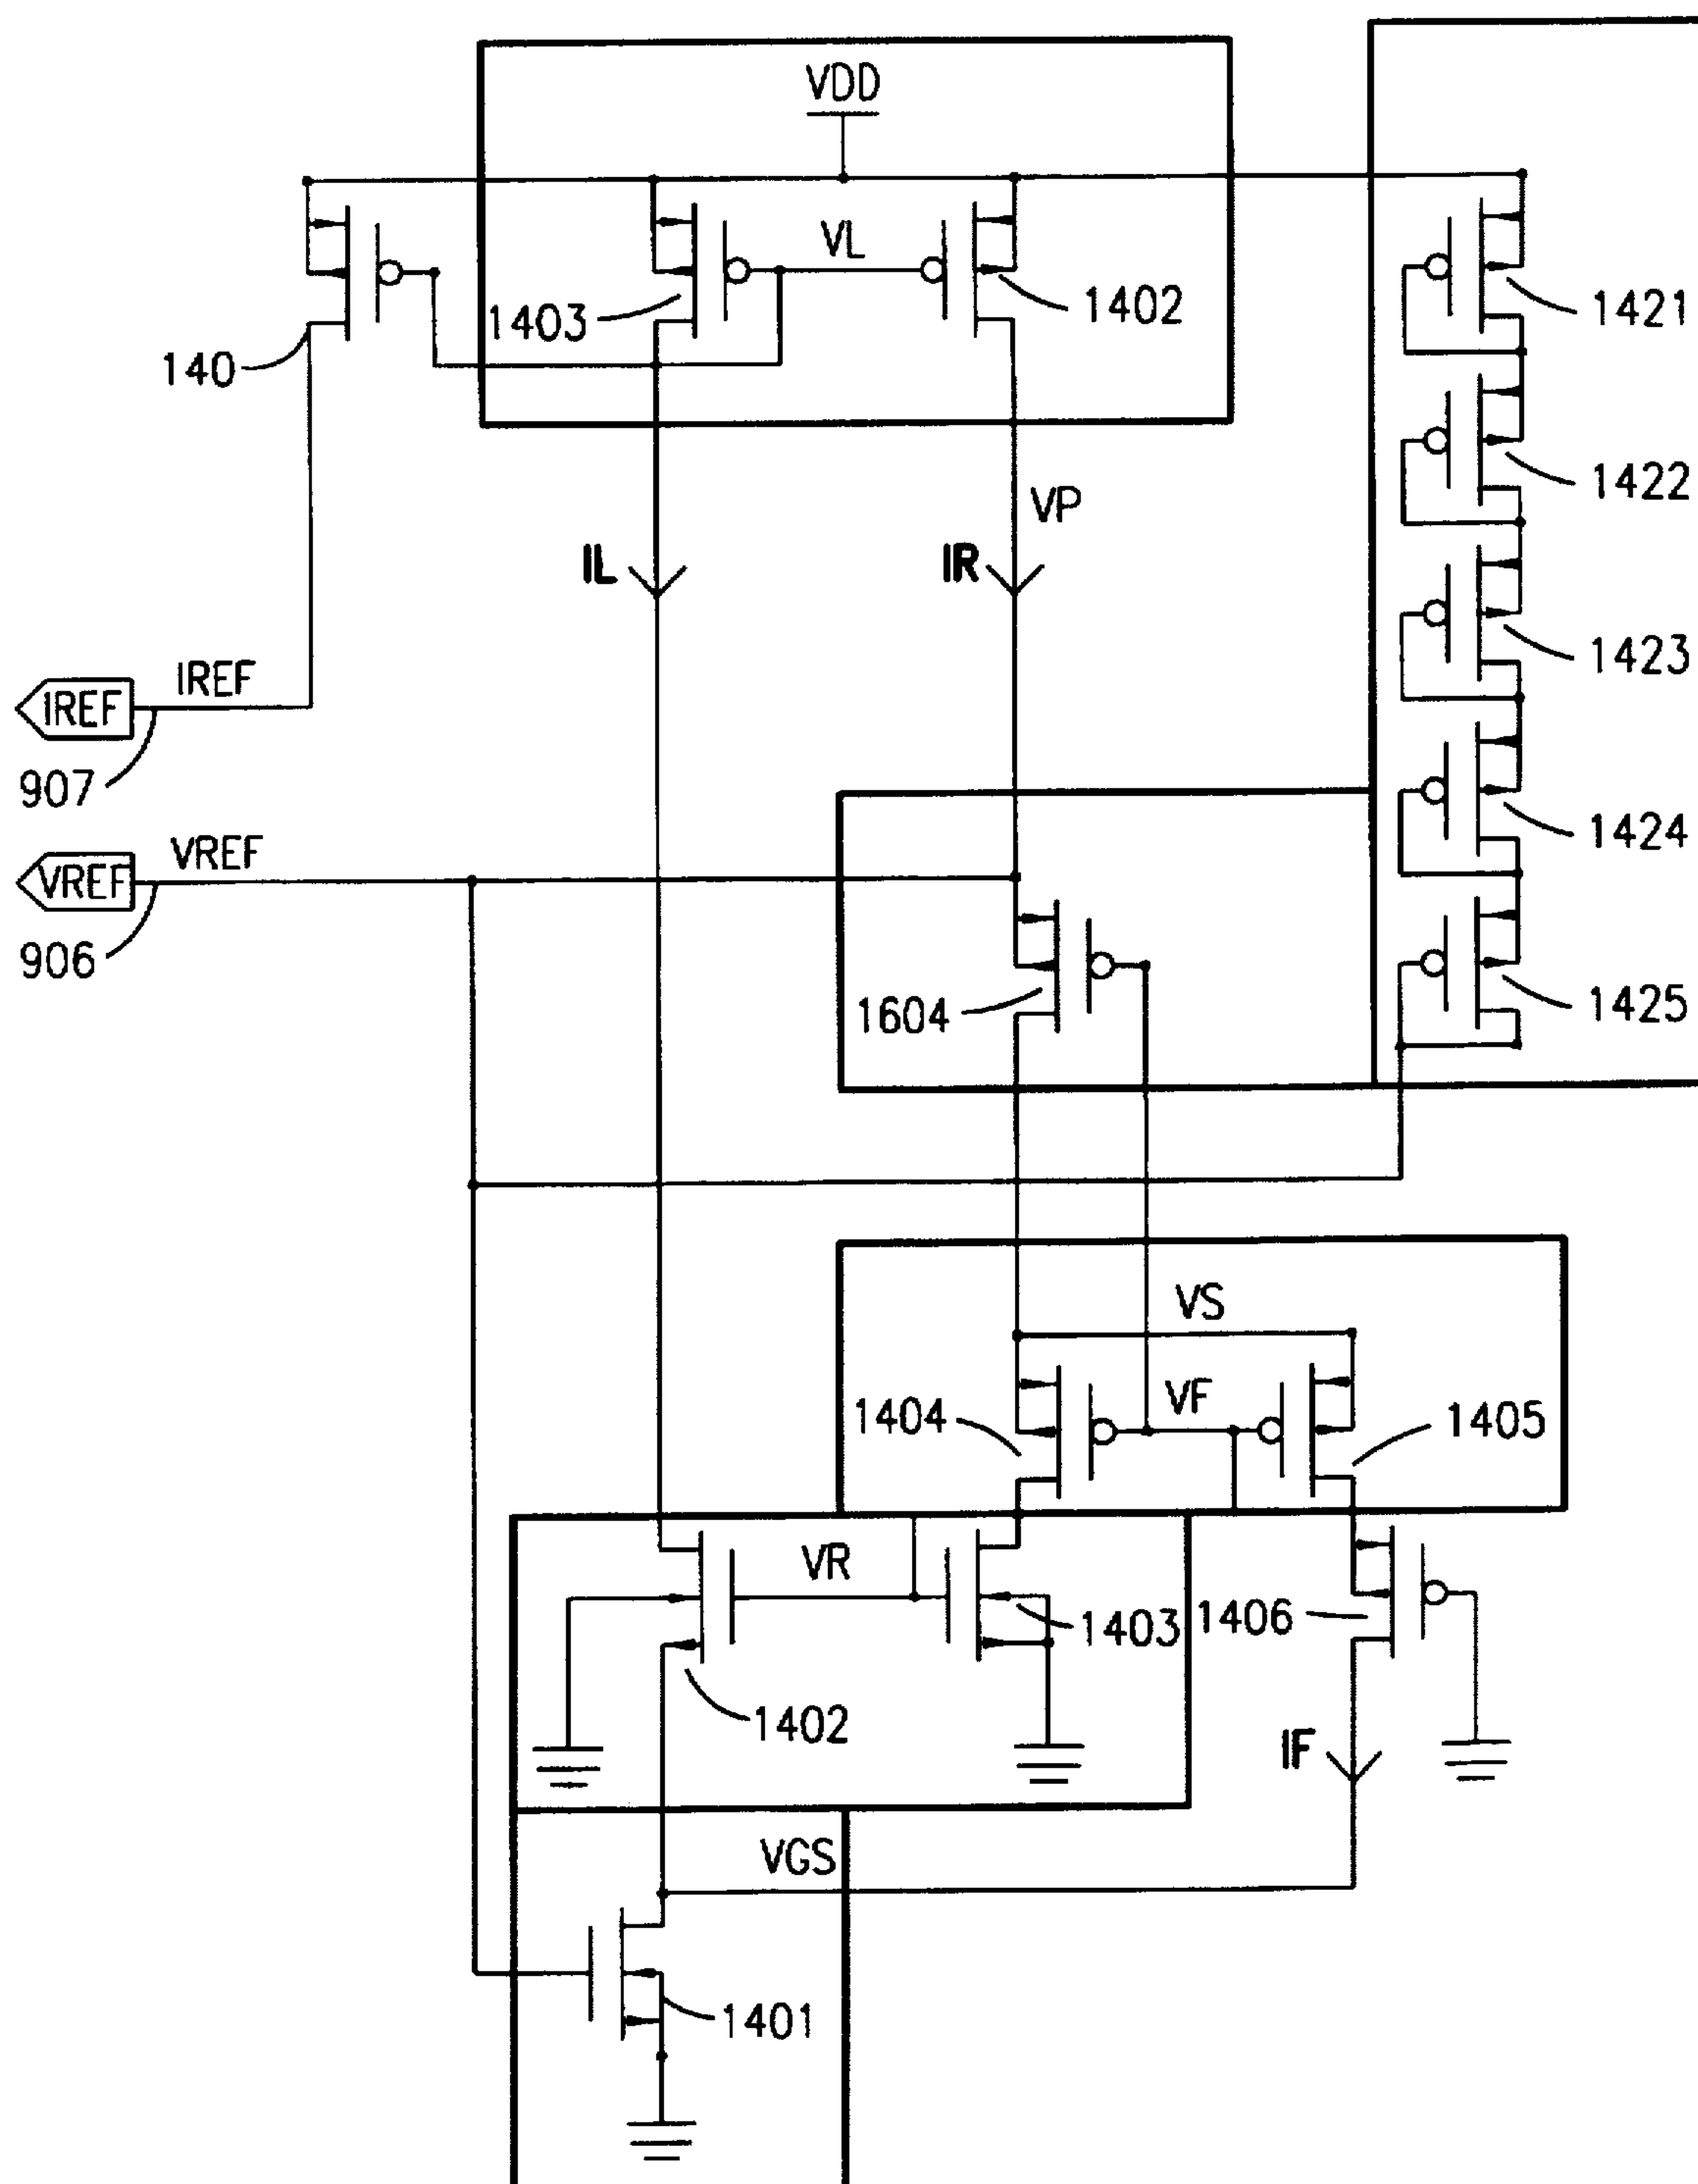 VDD
VL
1403
1402
1421
140
1422
VP
IL
IR
1423
IREF
IREF
907
1424
VREF
VREF
906
1604
1425
VS
1404
VF
1405
VR
1403
1406
1402
IF
VGS
1401